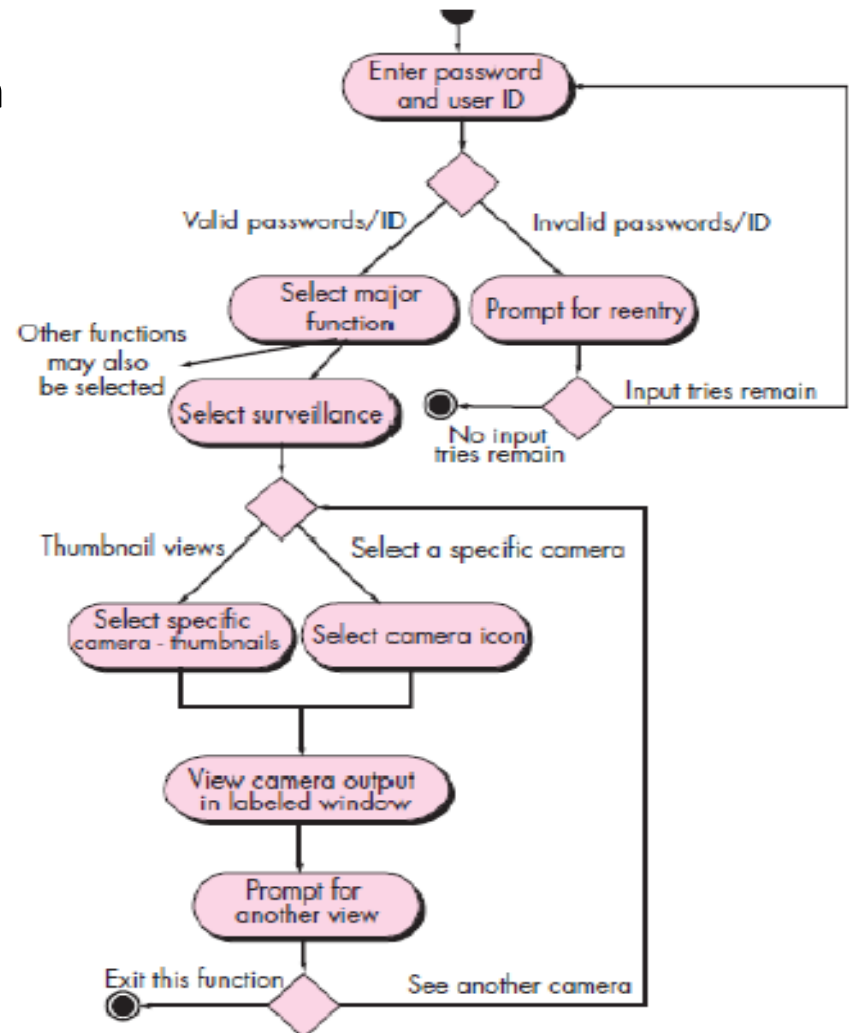 Enter password
and user ID
Valid passwords/ID
Invalid passwords/ID
Select major
function
Prompt for reentry
Other functions
may also
be selected
Input tries remain
Select surveillance
No input
tries remain
Thumbnail views
Select a specific camera
Select specific
camera - thumbnails
Select camera icon
View camera output
in labeled window
Prompt for
another view
Exit this function
See another camera